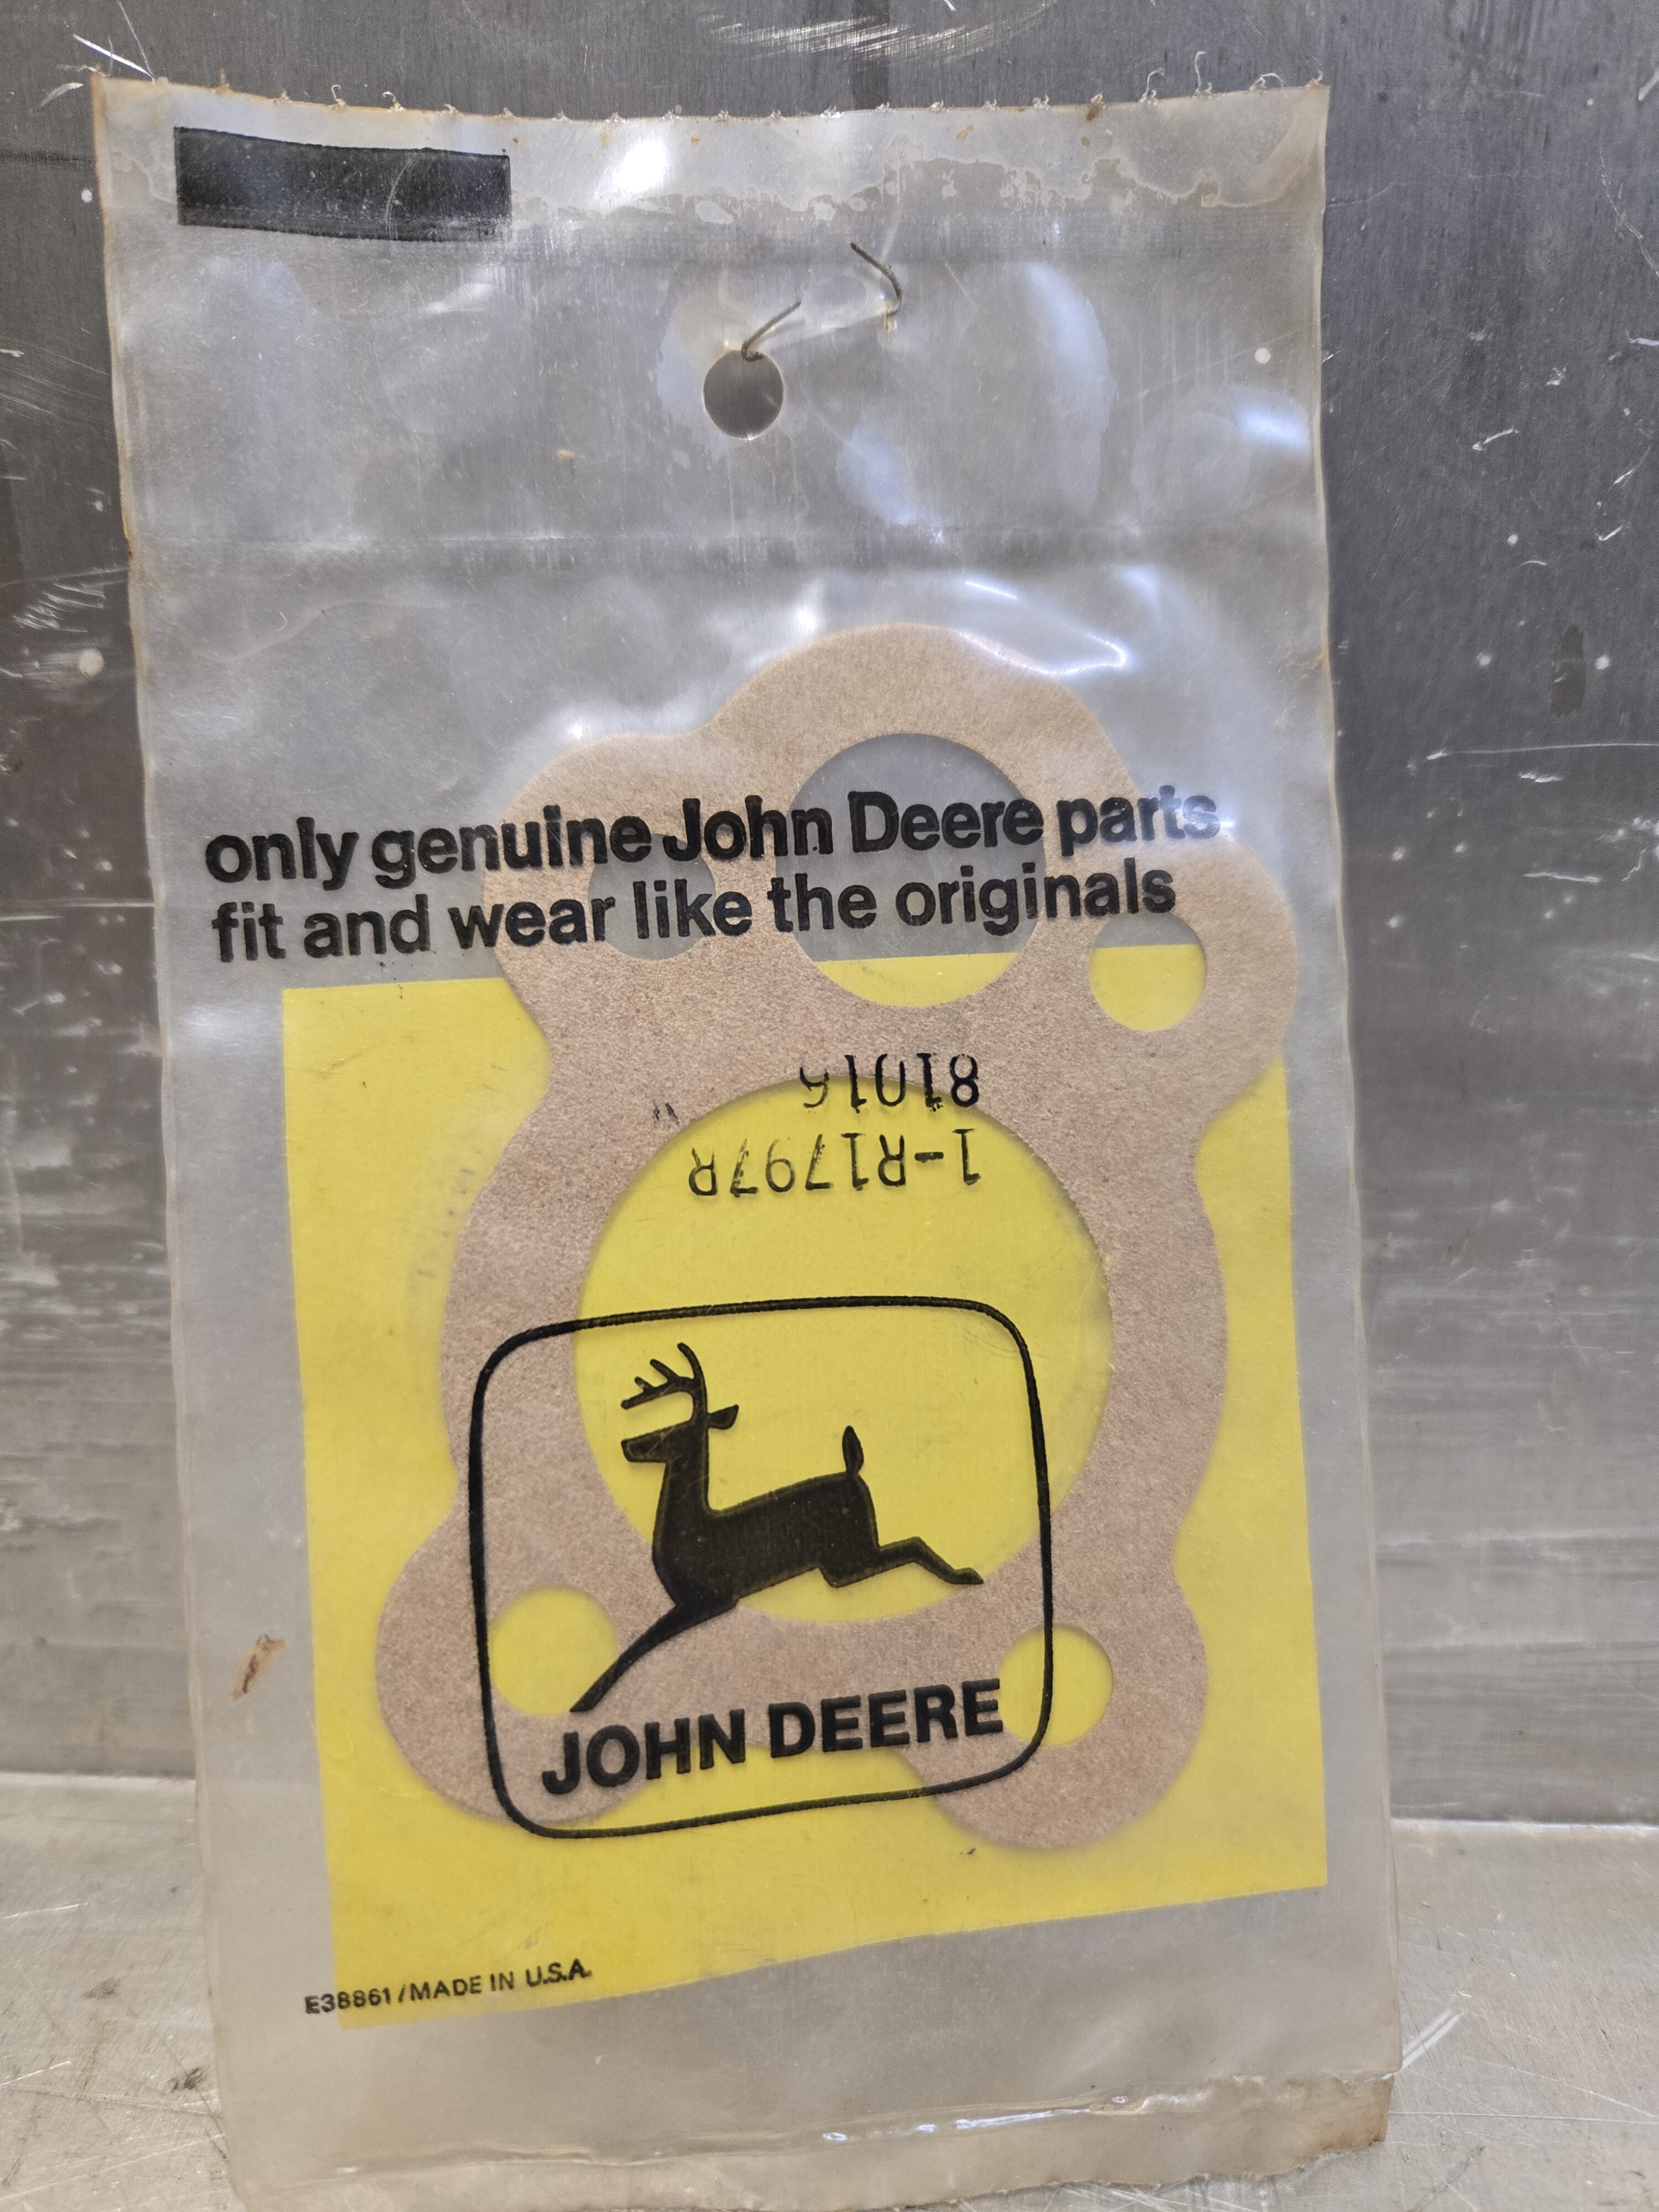 only genuine John Deere parts
fit and wear like the originals
1-R1797R
81016
JOHN DEERE
E38861/MADE IN U.S.A.